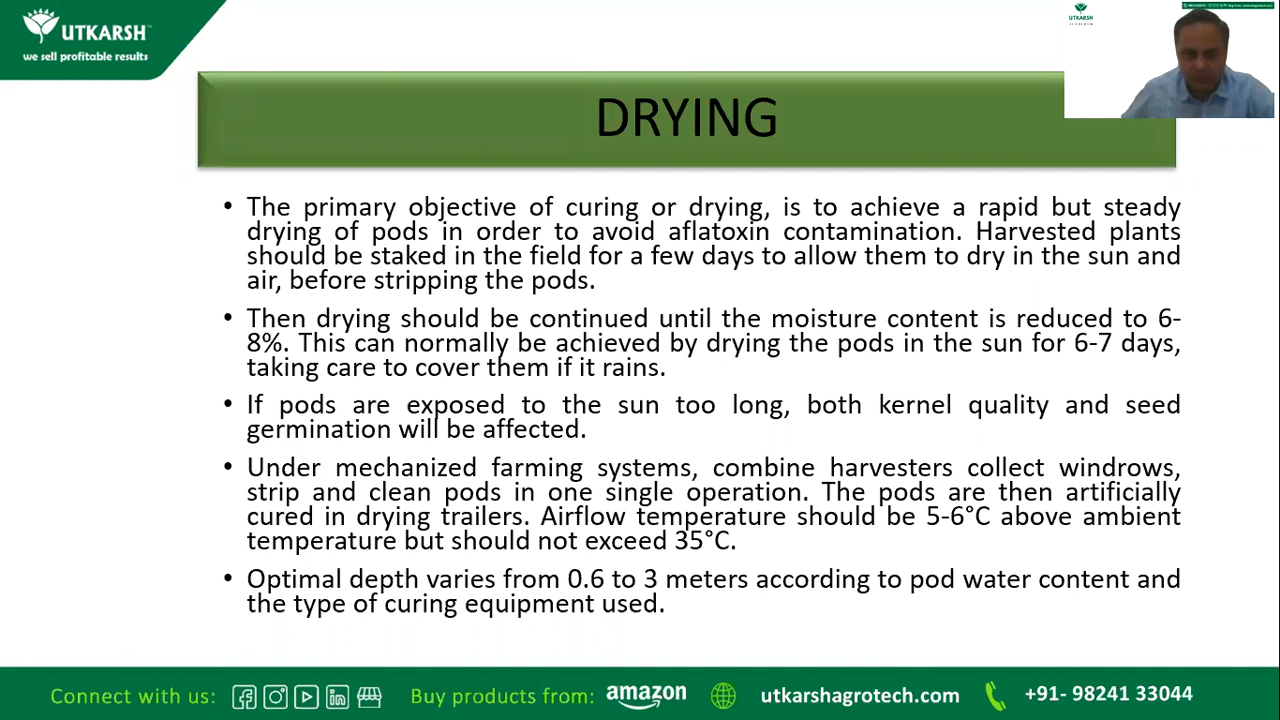 UTKARSH
we sell profitable results
UTKARSH
DRYING
• The primary objective of curing or drying, is to achieve a rapid but steady
drying of pods in order to avoid aflatoxin contamination. Harvested plants
should be staked in the field for a few days to allow them to dry in the sun and
air, before stripping the pods.
• Then drying should be continued until the moisture content is reduced to 6-
8%. This can normally be achieved by drying the pods in the sun for 6-7 days,
taking care to cover them if it rains.
• If pods are exposed to the sun too long, both kernel quality and seed
germination will be affected.
• Under mechanized farming systems, combine harvesters collect windrows,
strip and clean pods in one single operation. The pods are then artificially
cured in drying trailers. Airflow temperature should be 5-6°C above ambient
temperature but should not exceed 35°C.
• Optimal depth varies from 0.6 to 3 meters according to pod water content and
the type of curing equipment used.
Connect with us: Buy products from: amazon utkarshagrotech.com +91- 98241 33044